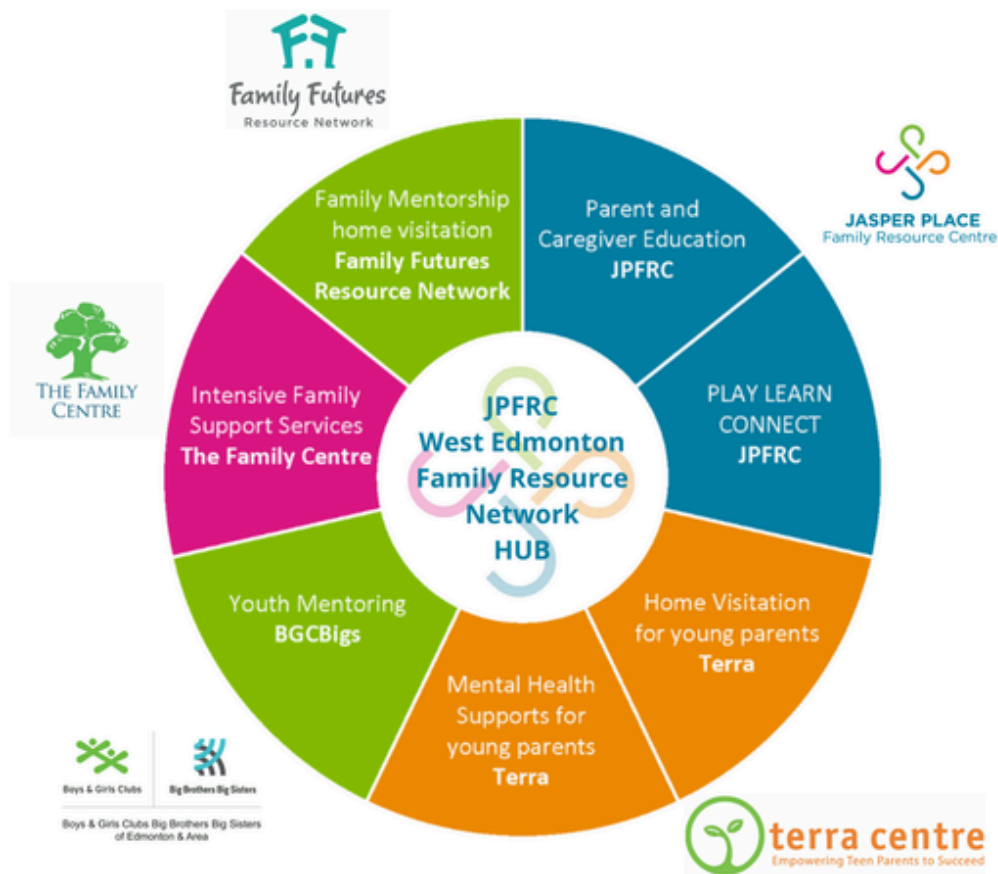 Family Futures
Resource Network
JASPER PLACE
Family Resource Centre
Family Mentorship
home visitation
Family Futures
Resource Network
Parent and
Caregiver Education
JPFRC
THE FAMILY
CENTRE
Intensive Family
Support Services
The Family Centre
JPFRC
West Edmonton
Family Resource
Network
HUB
PLAY LEARN
CONNECT
JPFRC
Youth Mentoring
BGCBigs
Home Visitation
for young parents
Terra
Mental Health
Supports for
young parents
Terra
Boys & Girls Clubs
Big Brothers Big Sisters
Boys & Girls Clubs Big Brothers Big Sisters
of Edmonton & Area
terra centre
Empowering Teen Parents to Succeed